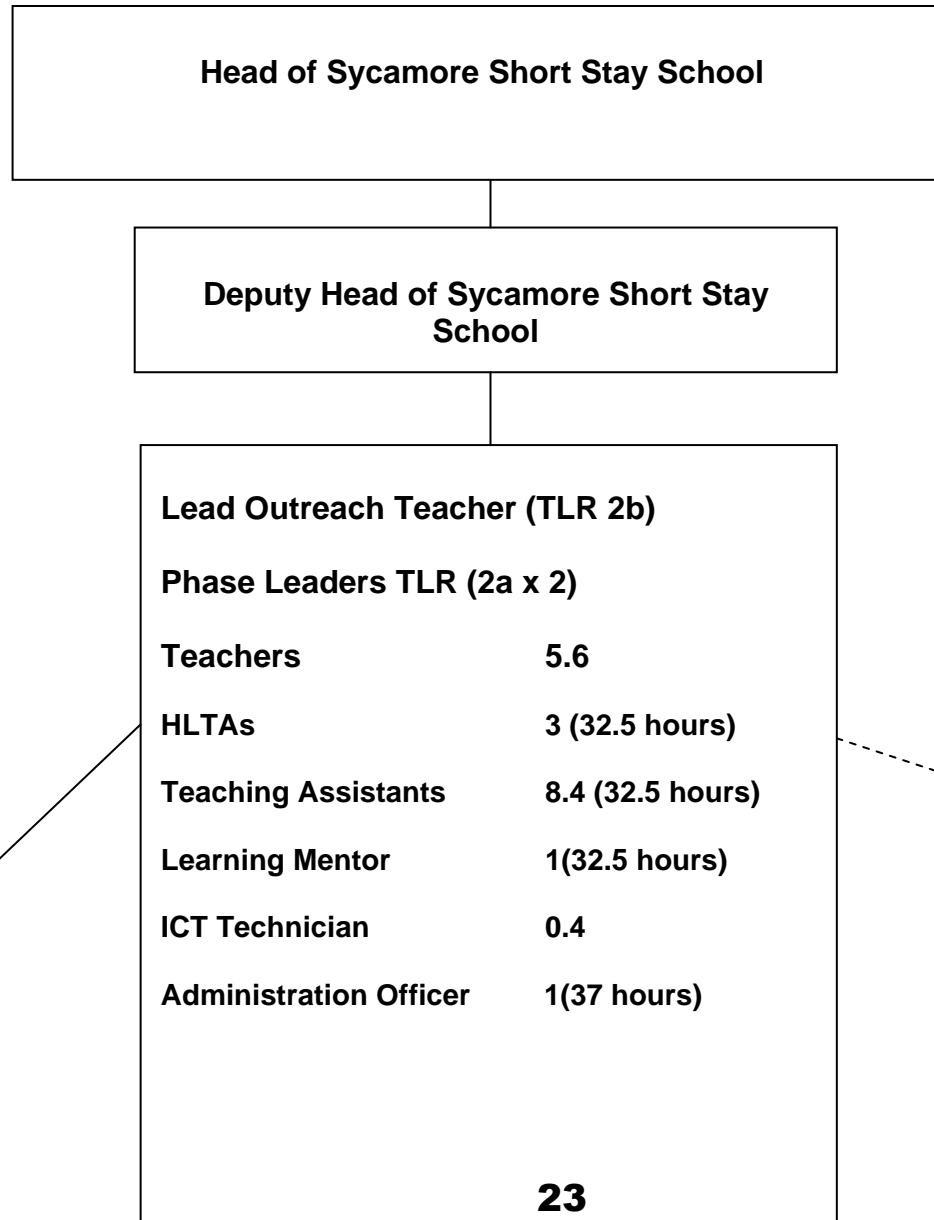 Head of Sycamore Short Stay School
Deputy Head of Sycamore Short Stay
School
Lead Outreach Teacher (TLR 2b)
Phase Leaders TLR (2a x 2)
Teachers 5.6
HLTAs 3 (32.5 hours)
Teaching Assistants 8.4 (32.5 hours)
Learning Mentor 1(32.5 hours)
ICT Technician 0.4
Administration Officer 1(37 hours)
23